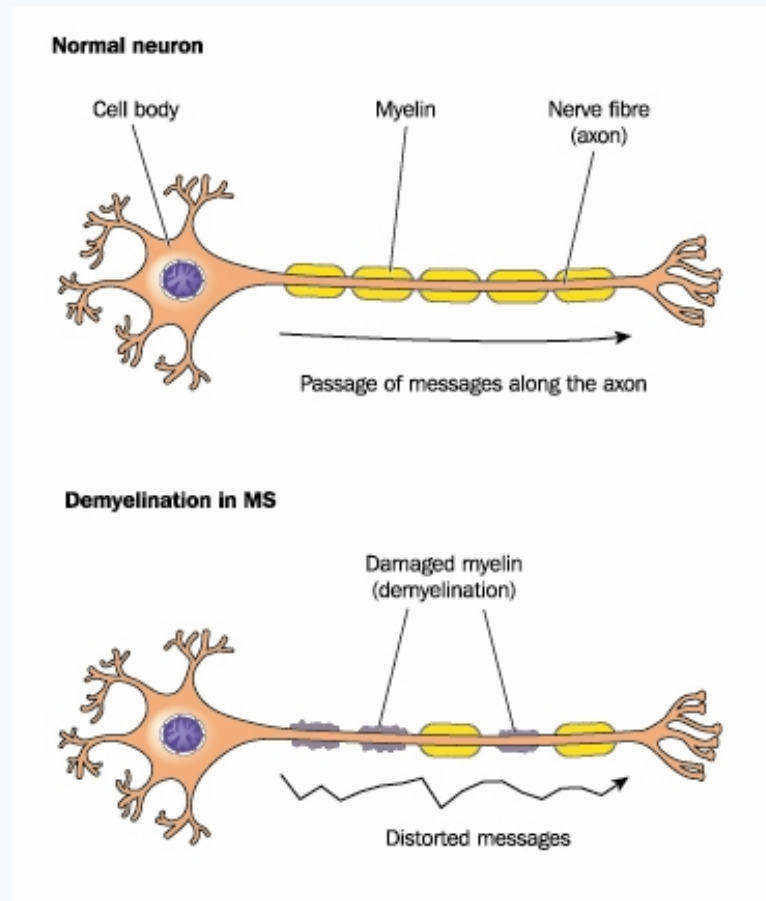 Normal neuron
Cell body
Myelin
Nerve fibre
(axon)
Passage of messages along the axon
Demyelination in MS
Damaged myelin
(demyelination)
Distorted messages